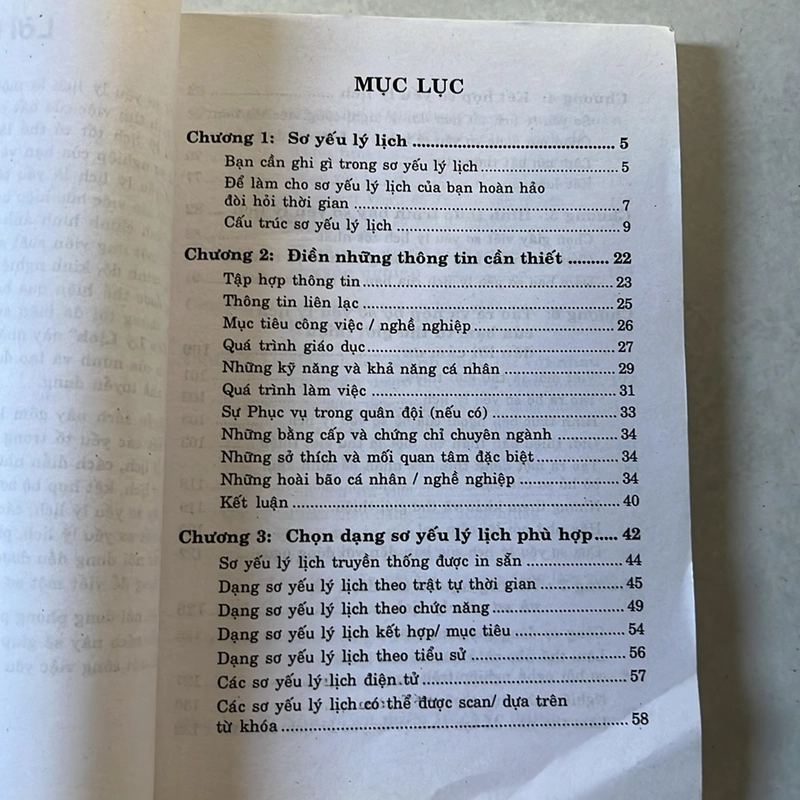 MỤC LỤC
Chương 1: Sơ yếu lý lịch ................................................ 5
Bạn cần ghi gì trong sơ yếu lý lịch .................................. 5
Để làm cho sơ yếu lý lịch của bạn hoàn hảo
đòi hỏi thời gian ........................................................... 7
Cấu trúc sơ yếu lý lịch .................................................. 9
Chương 2: Điền những thông tin cần thiết ......... 22
Tập hợp thông tin ........................................................ 23
Thông tin liên lạc ......................................................... 25
Mục tiêu công việc / nghề nghiệp .................................. 26
Quá trình giáo dục ....................................................... 27
Những kỹ năng và khả năng cá nhân ............................. 29
Quá trình làm việc ....................................................... 31
Sự Phục vụ trong quân đội (nếu có) ............................... 33
Những bằng cấp và chứng chỉ chuyên ngành .................. 34
Những sở thích và mối quan tâm đặc biệt ....................... 34
Những hoài bão cá nhân / nghề nghiệp ........................... 34
Kết luận ...................................................................... 40
Chương 3: Chọn dạng sơ yếu lý lịch phù hợp ..... 42
Sơ yếu lý lịch truyền thống được in sẵn ......................... 44
Dạng sơ yếu lý lịch theo trật tự thời gian ....................... 45
Dạng sơ yếu lý lịch theo chức năng ................................ 49
Dạng sơ yếu lý lịch kết hợp/ mục tiêu ............................ 54
Dạng sơ yếu lý lịch theo tiểu sử ..................................... 56
Các sơ yếu lý lịch điện tử .............................................. 57
Các sơ yếu lý lịch có thể được scan/ dựa trên
từ khóa ....................................................................... 58